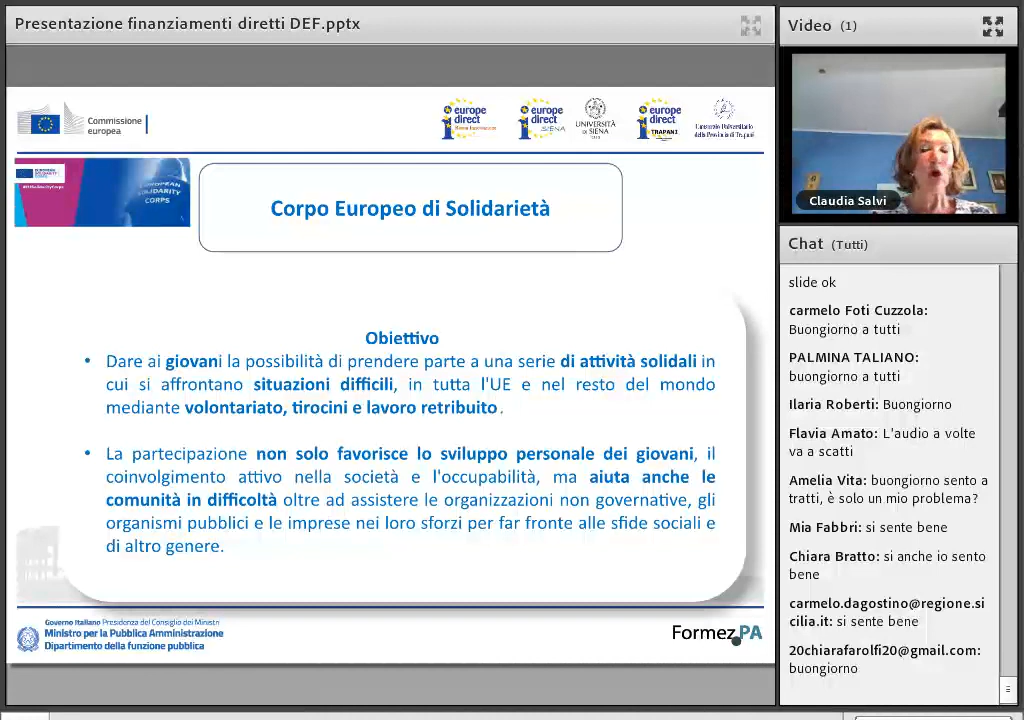 Presentazione finanziamenti diretti DEF.pptx
Commissione
europea
europe
direct
europe
direct
SIENA
UNIVERSITÀ
DI SIENA
europe
direct
TRAPANI
EUROPEAN
SOLIDARITY
CORPS
Corpo Europeo di Solidarietà
Obiettivo
• Dare ai giovani la possibilità di prendere parte a una serie di attività solidali in
cui si affrontano situazioni difficili, in tutta l'UE e nel resto del mondo
mediante volontariato, tirocini e lavoro retribuito.
• La partecipazione non solo favorisce lo sviluppo personale dei giovani, il
coinvolgimento attivo nella società e l'occupabilità, ma aiuta anche le
comunità in difficoltà oltre ad assistere le organizzazioni non governative, gli
organismi pubblici e le imprese nei loro sforzi per far fronte alle sfide sociali e
di altro genere.
Governo Italiano Presidenza del Consiglio dei Ministri
Ministro per la Pubblica Amministrazione
Dipartimento della funzione pubblica
Formez PA
Video (1)
Claudia Salvi
Chat (Tutti)
slide ok
carmelo Foti Cuzzola:
Buongiorno a tutti
PALMINA TALIANO:
buongiorno a tutti
Ilaria Roberti: Buongiorno
Flavia Amato: L'audio a volte
va a scatti
Amelia Vita: buongiorno sento a
tratti, è solo un mio problema?
Mia Fabbri: si sente bene
Chiara Bratto: si anche io sento
bene
carmelo.dagostino@regione.si
cilia.it: si sente bene
20chiarafarolfi20@gmail.com:
buongiorno